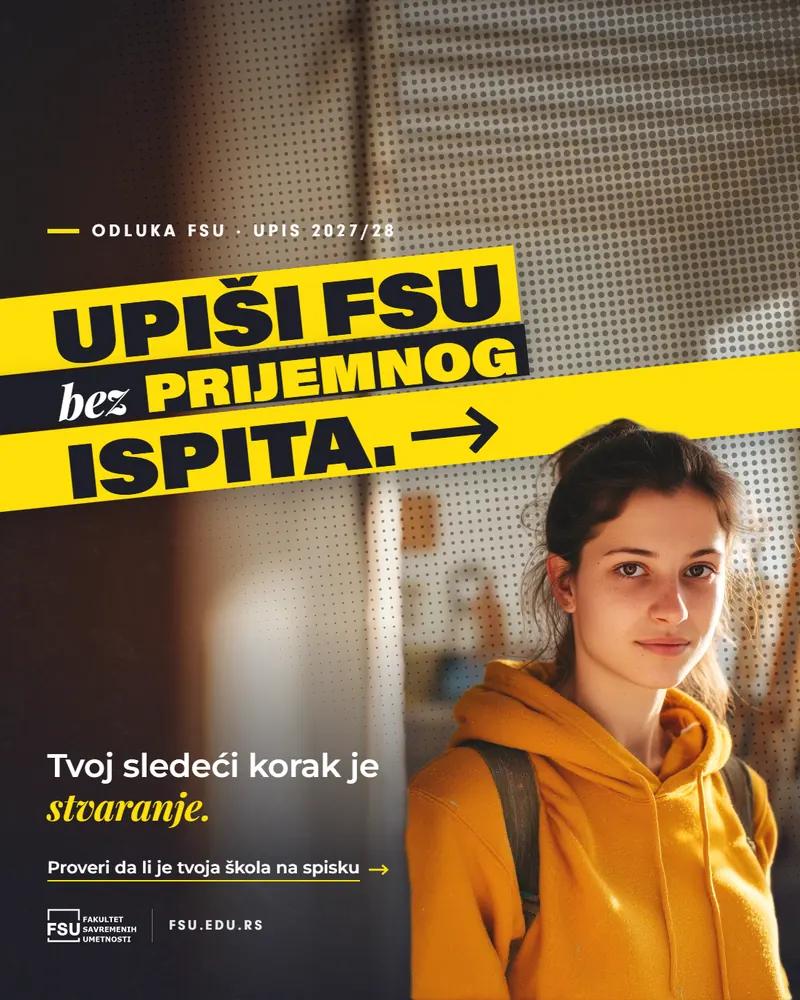 ODLUKA FSU · UPIS 2027/28
UPIŠI FSU
bez PRIJEMNOG
ISPITA. →
Tvoj sledeći korak je
stvaranje.
Proveri da li je tvoja škola na spisku →
FSU FAKULTET
SAVREMENIH
UMETNOSTI
FSU.EDU.RS